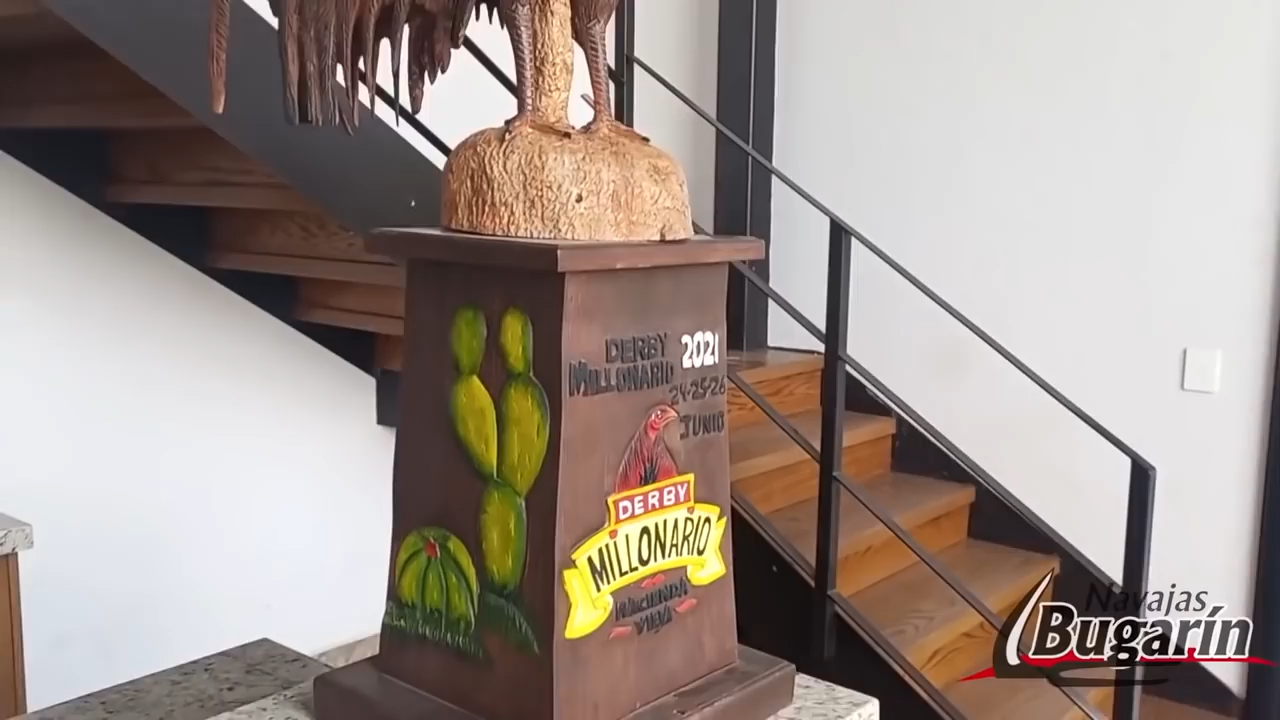 DERBY 2021
MILLONARIO
24-25-26
JUNIO
DERBY
MILLONARIO
HACIENDA
VIEJA
Navajas
Bugarín